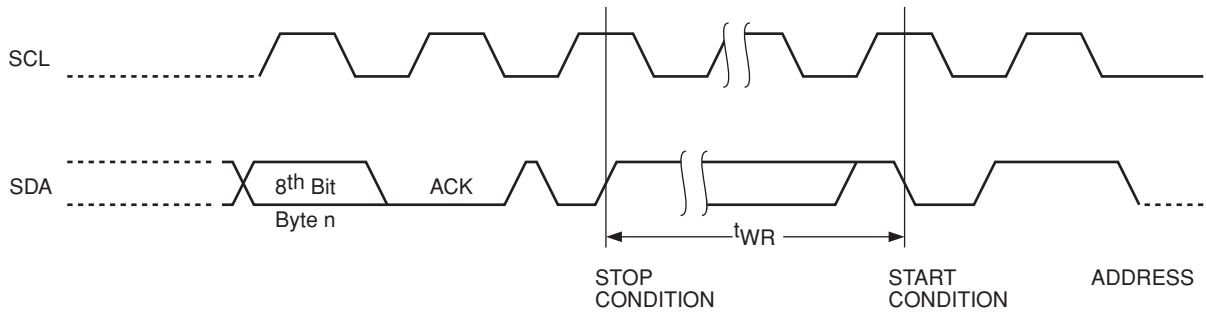 SCL
SDA
8th Bit
ACK
Byte n
tWR
STOP
CONDITION
START
CONDITION
ADDRESS